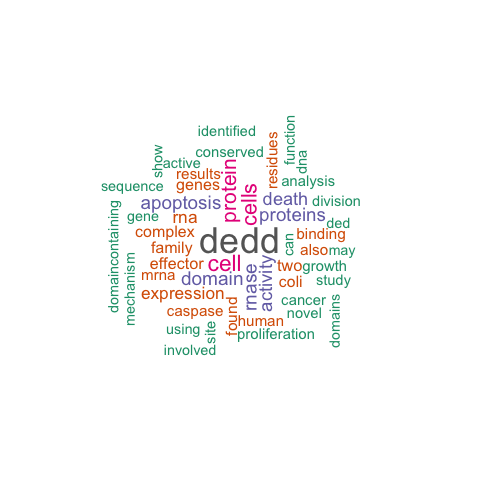 identified
function
conserved
residues
dna
show
active
results
protein
analysis
sequence
genes
cells
death
division
apoptosis
proteins
gene
rna
ded
domaincontaining
complex
dedd
binding
can
family
also
may
mechanism
effector
cell
two
growth
mrna
domain
rnase
activity
coli
study
expression
cancer
caspase
found
novel
domains
using
site
human
proliferation
involved